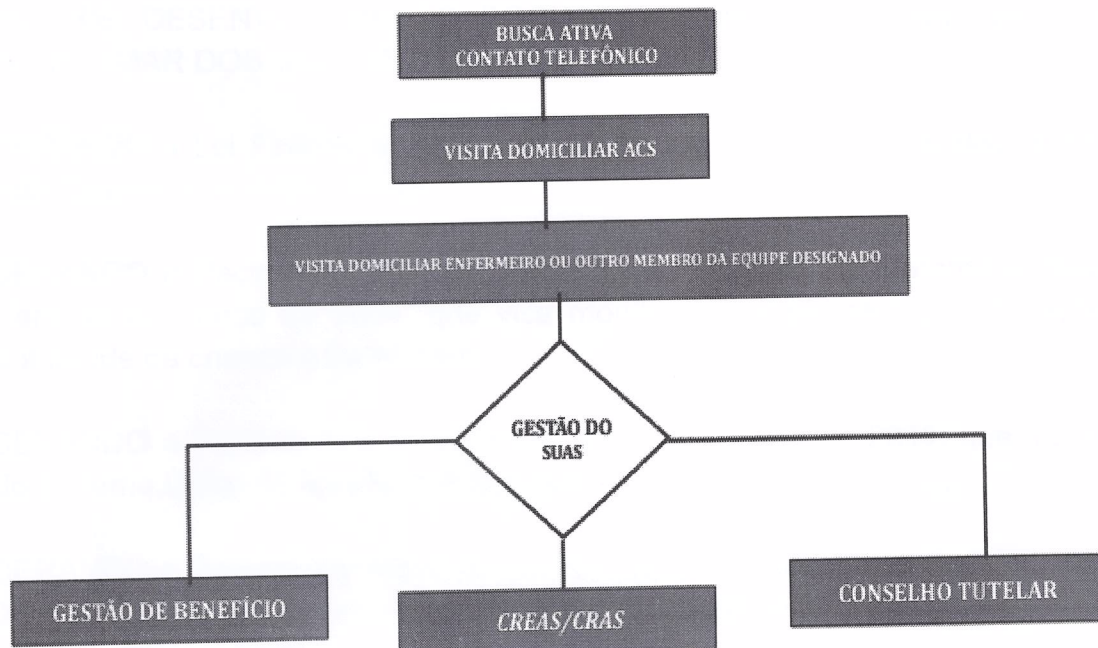 BUSCA ATIVA
CONTATO TELEFÔNICO
VISITA DOMICILIAR ACS
VISITA DOMICILIAR ENFERMEIRO OU OUTRO MEMBRO DA EQUIPE DESIGNADO
GESTÃO DO
SUAS
GESTÃO DE BENEFÍCIO
CREAS/CRAS
CONSELHO TUTELAR